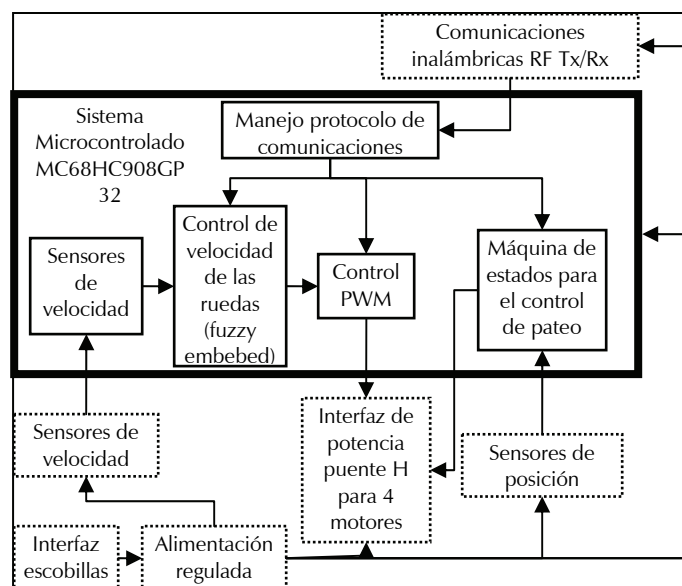 Comunicaciones
inalámbricas RF Tx/Rx
Sistema
Microcontrolado
MC68HC908GP
32
Manejo protocolo de
comunicaciones
Sensores
de
velocidad
Control de
velocidad
de las
ruedas
(fuzzy
embebed)
Control
PWM
Máquina de
estados para
el control
de pateo
Sensores de
velocidad
Interfaz de
potencia
puente H
para 4
motores
Sensores de
posición
Interfaz
escobillas
Alimentación
regulada